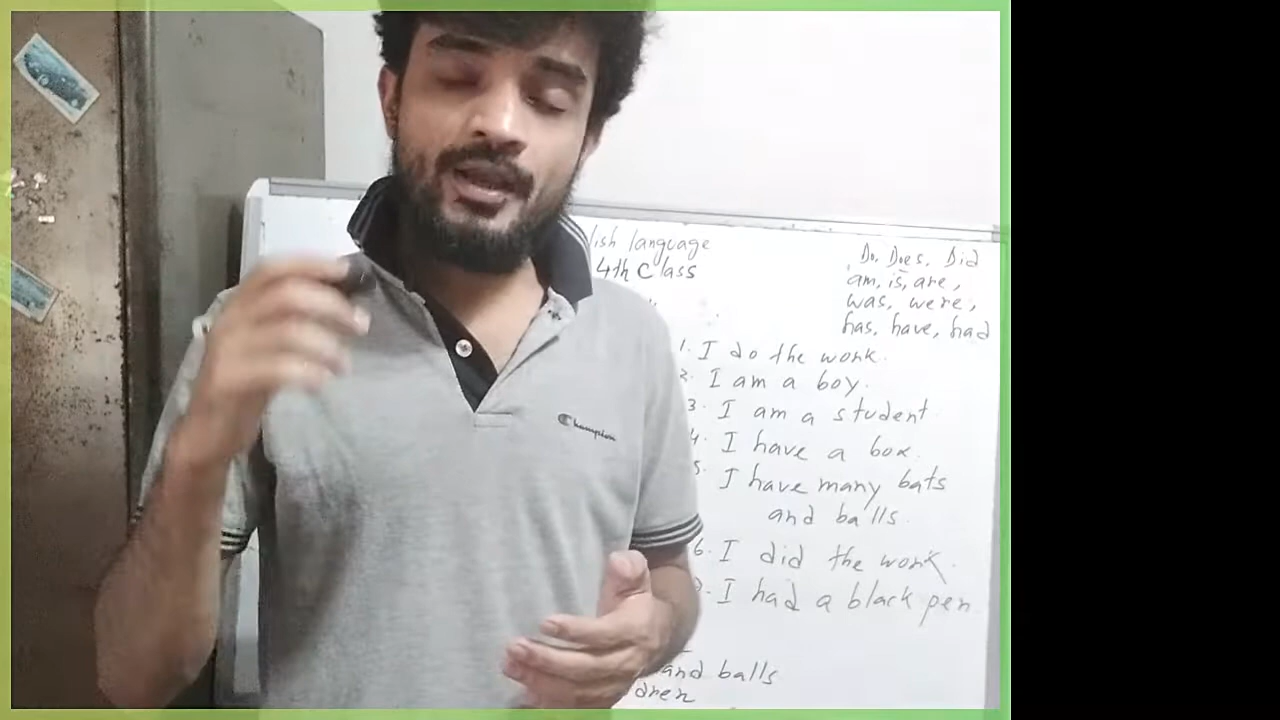 lish language
4th Class
Do, Does, Did
am, is, are,
was, were,
has, have, had
1. I do the work.
2. I am a boy.
3. I am a student.
4. I have a box.
5. I have many bats
and balls.
6. I did the work.
7. I had a black pen
and balls
dren
Champion